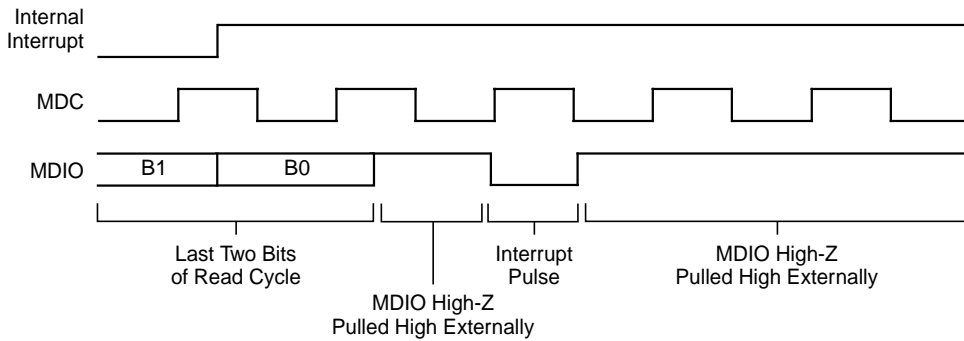 Internal
Interrupt
MDC
MDIO
B1
B0
Last Two Bits
of Read Cycle
MDIO High-Z
Pulled High Externally
Interrupt
Pulse
MDIO High-Z
Pulled High Externally